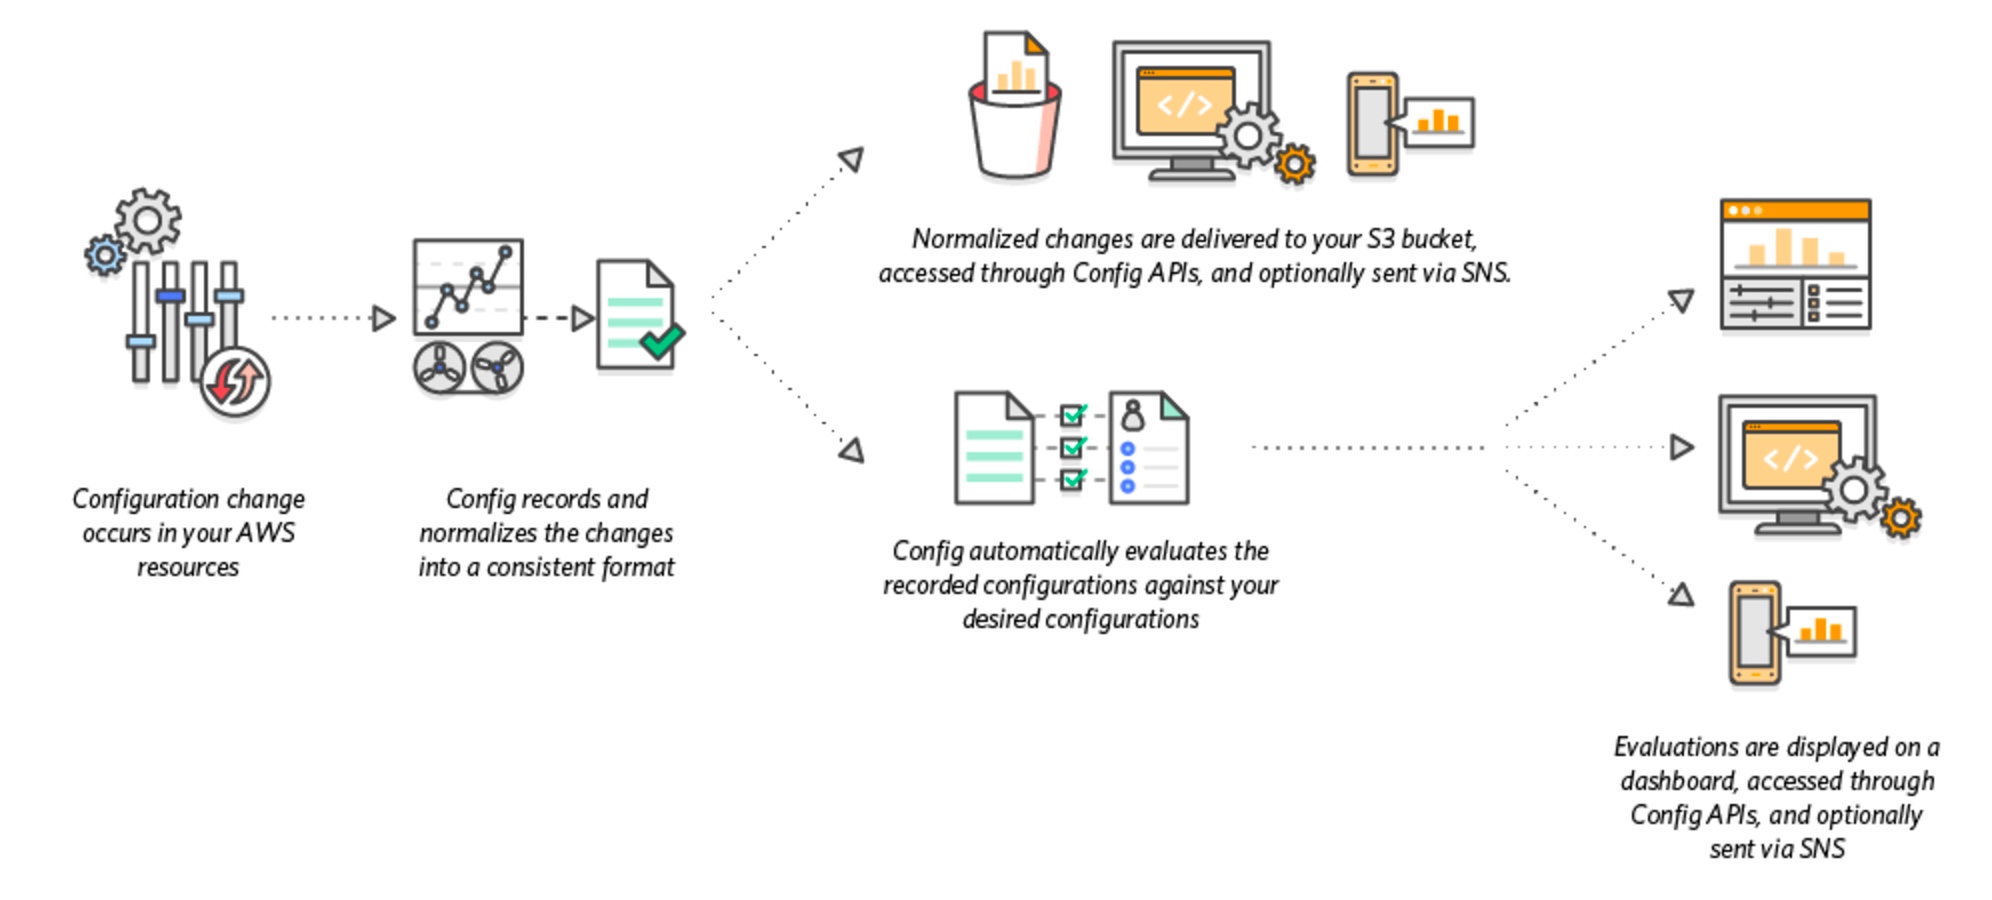 Normalized changes are delivered to your S3 bucket,
accessed through Config APIs, and optionally sent via SNS.
Configuration change
occurs in your AWS
resources
Config records and
normalizes the changes
into a consistent format
Config automatically evaluates the
recorded configurations against your
desired configurations
Evaluations are displayed on a
dashboard, accessed through
Config APIs, and optionally
sent via SNS